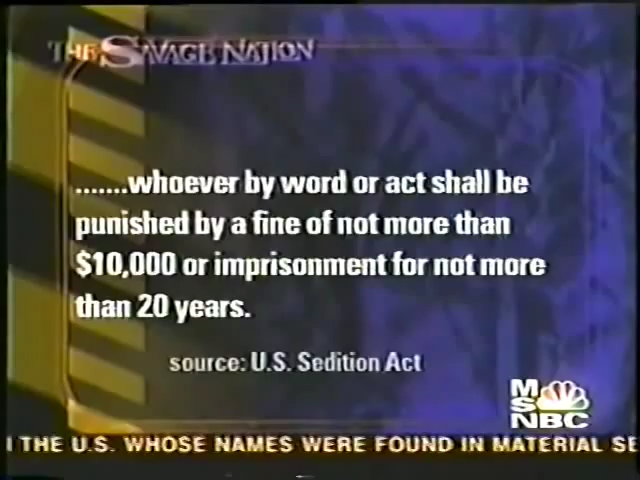 THE SAVAGE NATION
.......whoever by word or act shall be
punished by a fine of not more than
$10,000 or imprisonment for not more
than 20 years.
source: U.S. Sedition Act
MSNBC
THE U.S. WHOSE NAMES WERE FOUND IN MATERIAL SE